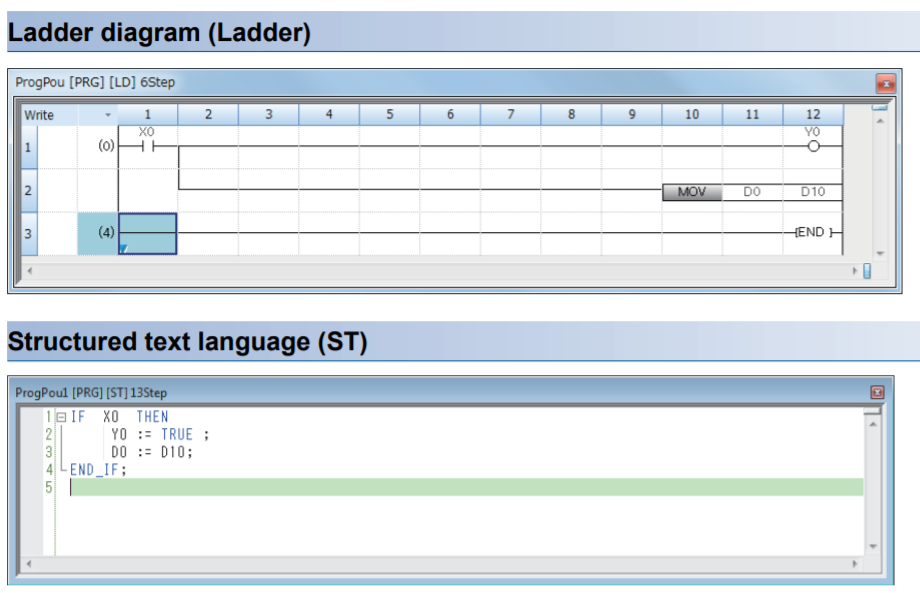 Ladder diagram (Ladder)
ProgPou [PRG] [LD] 6Step
Write 1 2 3 4 5 6 7 8 9 10 11 12
X0 Y0
1 (0)
2 MOV D0 D10
3 (4) [END]
Structured text language (ST)
ProgPou1 [PRG] [ST] 13Step
1 IF X0 THEN
2 Y0 := TRUE ;
3 D0 := D10;
4 END_IF;
5